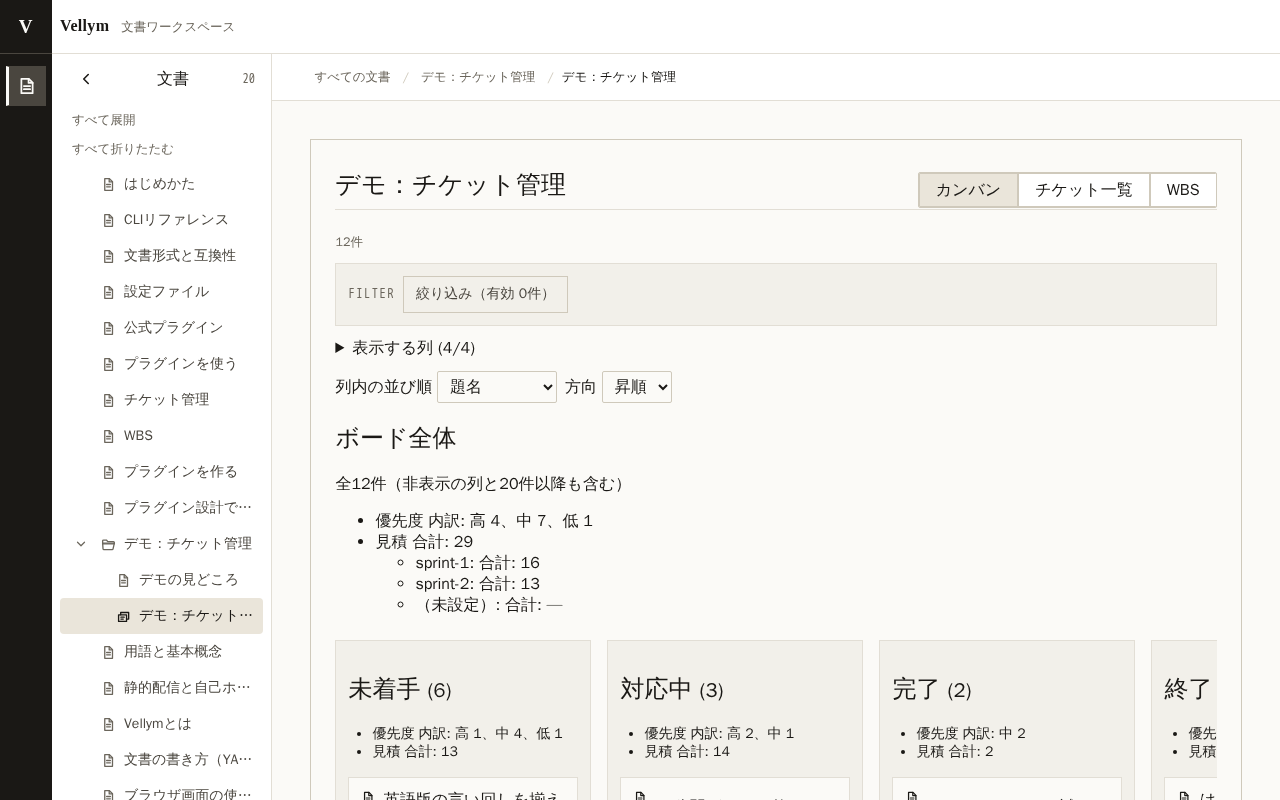 V
Vellym 文書ワークスペース
文書 20
すべて展開
すべて折りたたむ
はじめかた
CLIリファレンス
文書形式と互換性
設定ファイル
公式プラグイン
プラグインを使う
チケット管理
WBS
プラグインを作る
プラグイン設計で…
デモ：チケット管理
デモの見どころ
デモ：チケット…
用語と基本概念
静的配信と自己ホ…
Vellymとは
文書の書き方（YA…
ブラウザ画面の使…
すべての文書 / デモ：チケット管理 / デモ：チケット管理
デモ：チケット管理
カンバン チケット一覧 WBS
12件
FILTER 絞り込み（有効 0件）
▶ 表示する列 (4/4)
列内の並び順 題名 方向 昇順
ボード全体
全12件（非表示の列と20件以降も含む）
• 優先度 内訳: 高 4、中 7、低 1
• 見積 合計: 29
◦ sprint-1: 合計: 16
◦ sprint-2: 合計: 13
◦ （未設定）: 合計: —
未着手 (6)
• 優先度 内訳: 高 1、中 4、低 1
• 見積 合計: 13
英語版の言い回しを揃え
対応中 (3)
• 優先度 内訳: 高 2、中 1
• 見積 合計: 14
完了 (2)
• 優先度 内訳: 中 2
• 見積 合計: 2
終了
• 優先
• 見積